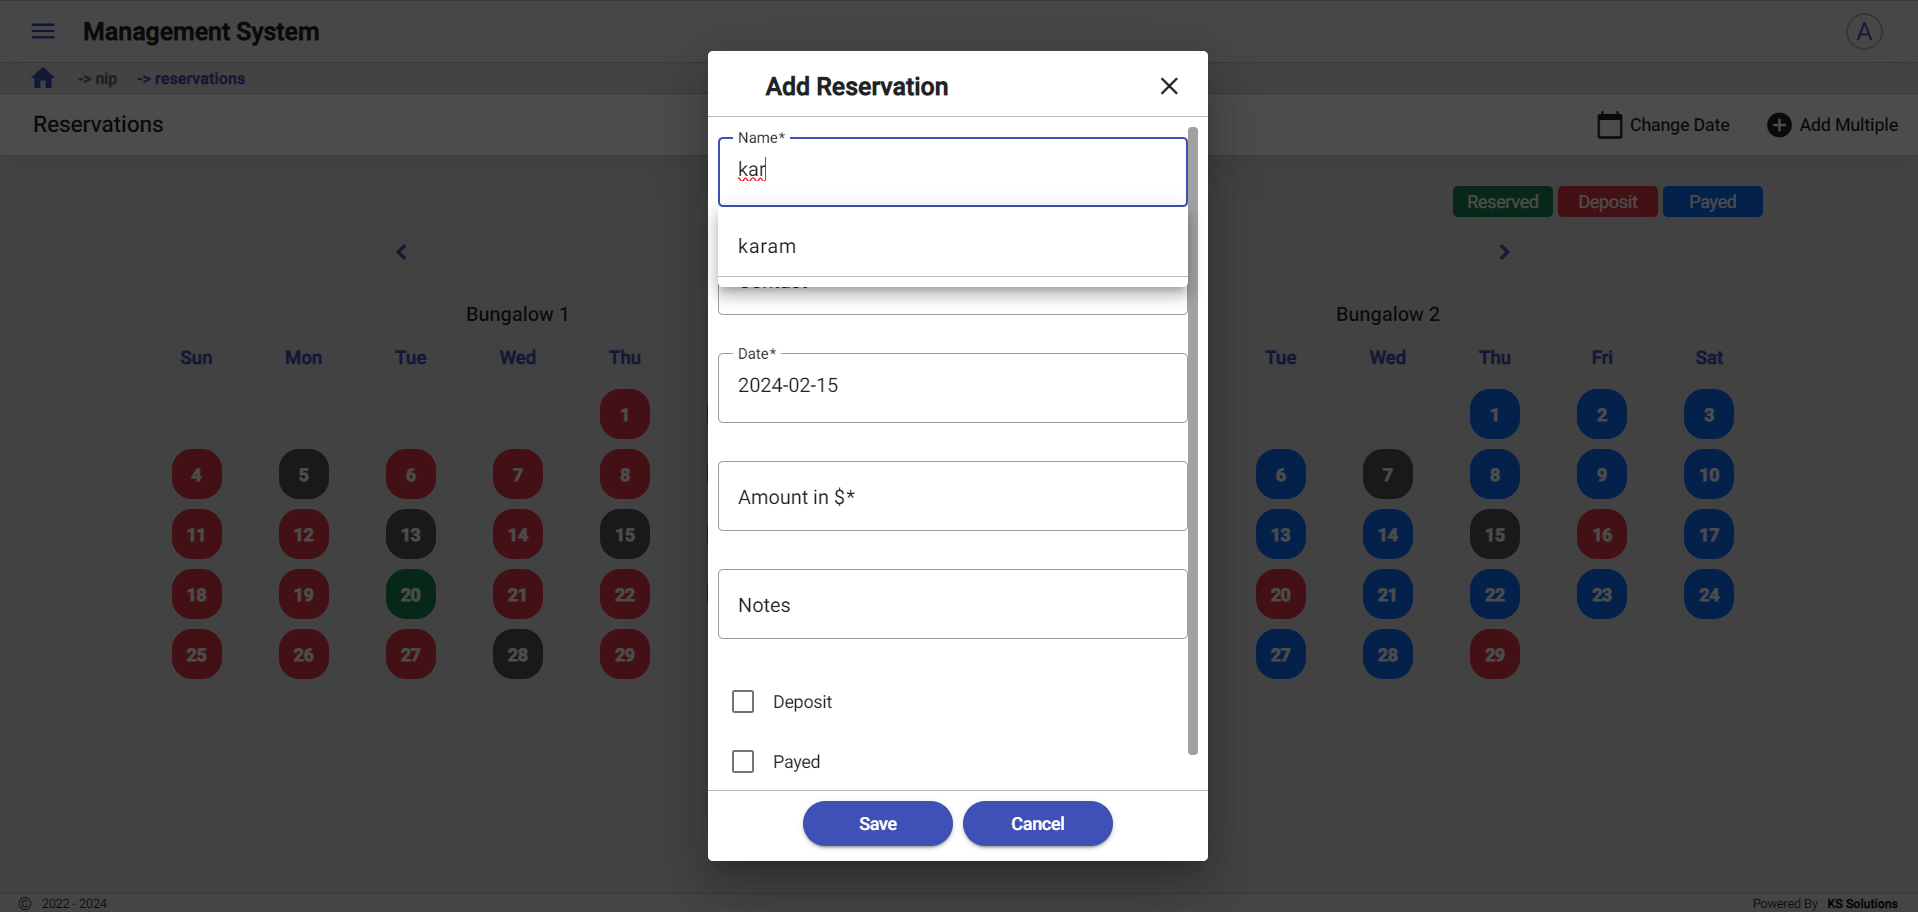 Management System
A
-> nip -> reservations
Reservations
Change Date
Add Multiple
Reserved Deposit Payed
Bungalow 1
Sun Mon Tue Wed Thu
1
4 5 6 7 8
11 12 13 14 15
18 19 20 21 22
25 26 27 28 29
Add Reservation
Name*
kar
karam
Date*
2024-02-15
Amount in $*
Notes
Deposit
Payed
Save Cancel
Bungalow 2
Tue Wed Thu Fri Sat
1 2 3
6 7 8 9 10
13 14 15 16 17
20 21 22 23 24
27 28 29
© 2022 - 2024
Powered By KS Solutions